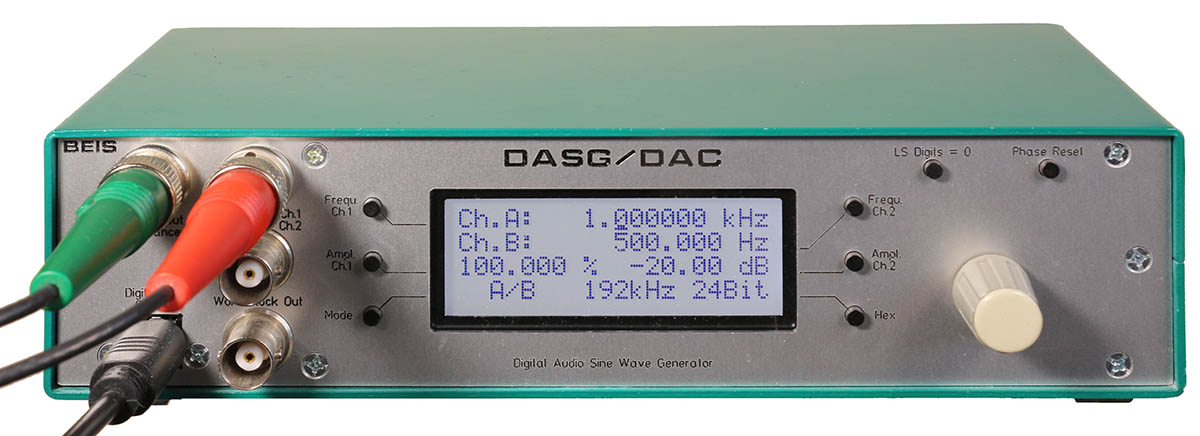 BEIS
DASG/DAC
LS Digits = 0
Phase Reset
Ch.1
Ch.2
Frequ.
Ch.1
Ampl.
Ch.1
Mode
Ch.A: 1.000000 kHz
Ch.B: 500.000 Hz
100.000 % -20.00 dB
A/B 192kHz 24Bit
Frequ.
Ch.2
Ampl.
Ch.2
Hex
Out
Digital Audio Sine Wave Generator